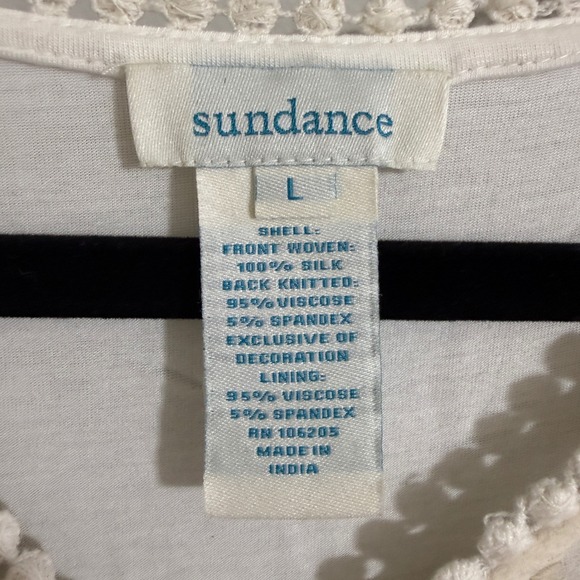 sundance
L
SHELL:
FRONT WOVEN:
100% SILK
BACK KNITTED:
95% VISCOSE
5% SPANDEX
EXCLUSIVE OF
DECORATION
LINING:
95% VISCOSE
5% SPANDEX
RN 106205
MADE IN
INDIA